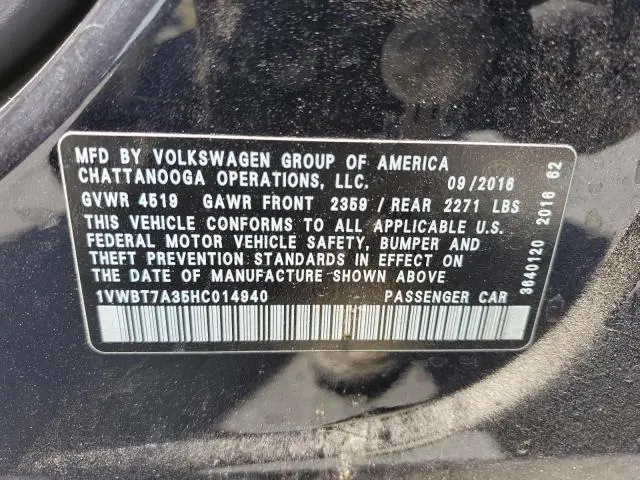 MFD BY VOLKSWAGEN GROUP OF AMERICA
CHATTANOOGA OPERATIONS, LLC. 09/2016
GVWR 4519 GAWR FRONT 2359 / REAR 2271 LBS
THIS VEHICLE CONFORMS TO ALL APPLICABLE U.S.
FEDERAL MOTOR VEHICLE SAFETY, BUMPER AND
THEFT PREVENTION STANDARDS IN EFFECT ON
THE DATE OF MANUFACTURE SHOWN ABOVE
1VWBT7A35HC014940 PASSENGER CAR
3640120 2016 62